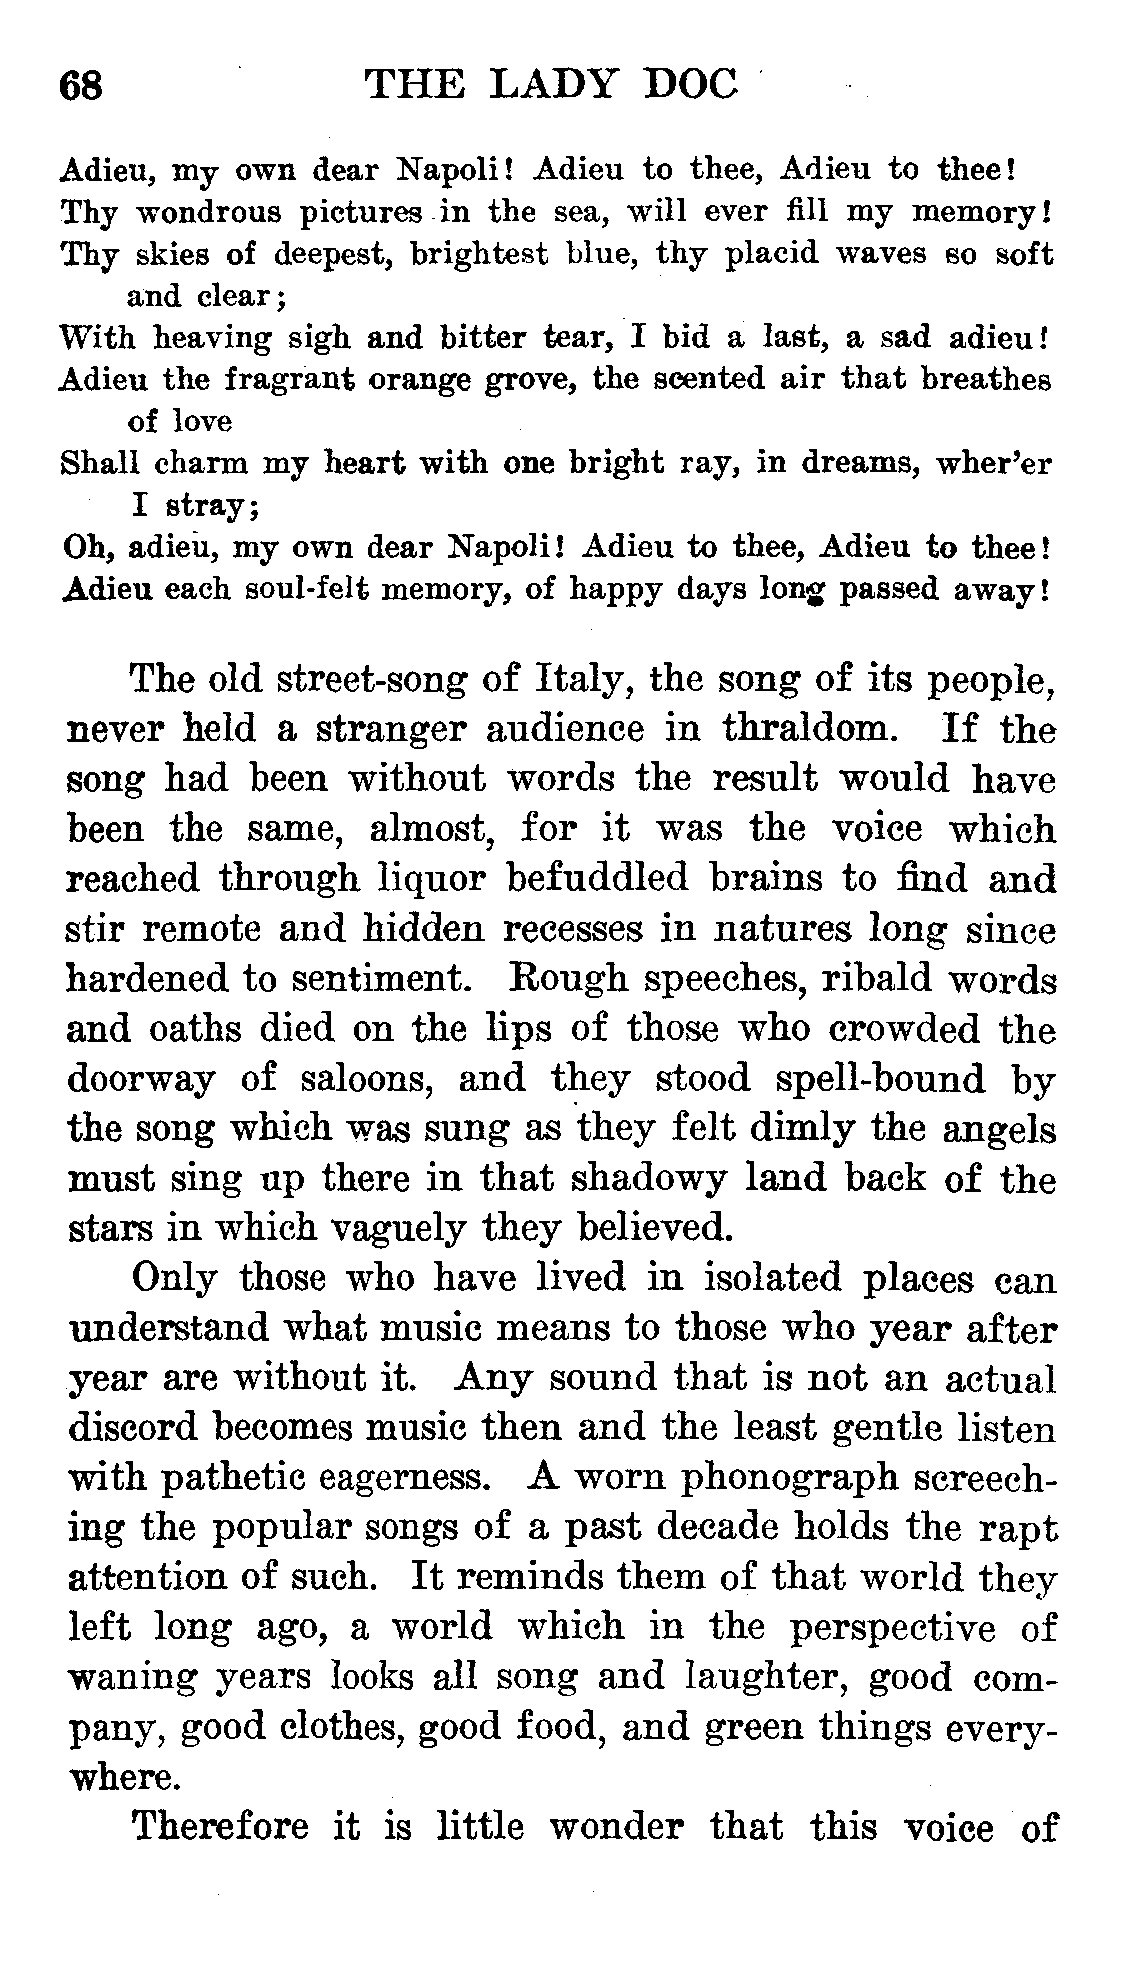 68 THE LADY DOC
Adieu, my own dear Napoli! Adieu to thee, Adieu to thee!
Thy wondrous pictures in the sea, will ever fill my memory!
Thy skies of deepest, brightest blue, thy placid waves so soft
and clear;
With heaving sigh and bitter tear, I bid a last, a sad adieu!
Adieu the fragrant orange grove, the scented air that breathes
of love
Shall charm my heart with one bright ray, in dreams, wher'er
I stray;
Oh, adieu, my own dear Napoli! Adieu to thee, Adieu to thee!
Adieu each soul-felt memory, of happy days long passed away!
The old street-song of Italy, the song of its people,
never held a stranger audience in thraldom. If the
song had been without words the result would have
been the same, almost, for it was the voice which
reached through liquor befuddled brains to find and
stir remote and hidden recesses in natures long since
hardened to sentiment. Rough speeches, ribald words
and oaths died on the lips of those who crowded the
doorway of saloons, and they stood spell-bound by
the song which was sung as they felt dimly the angels
must sing up there in that shadowy land back of the
stars in which vaguely they believed.
Only those who have lived in isolated places can
understand what music means to those who year after
year are without it. Any sound that is not an actual
discord becomes music then and the least gentle listen
with pathetic eagerness. A worn phonograph screech-
ing the popular songs of a past decade holds the rapt
attention of such. It reminds them of that world they
left long ago, a world which in the perspective of
waning years looks all song and laughter, good com-
pany, good clothes, good food, and green things every-
where.
Therefore it is little wonder that this voice of